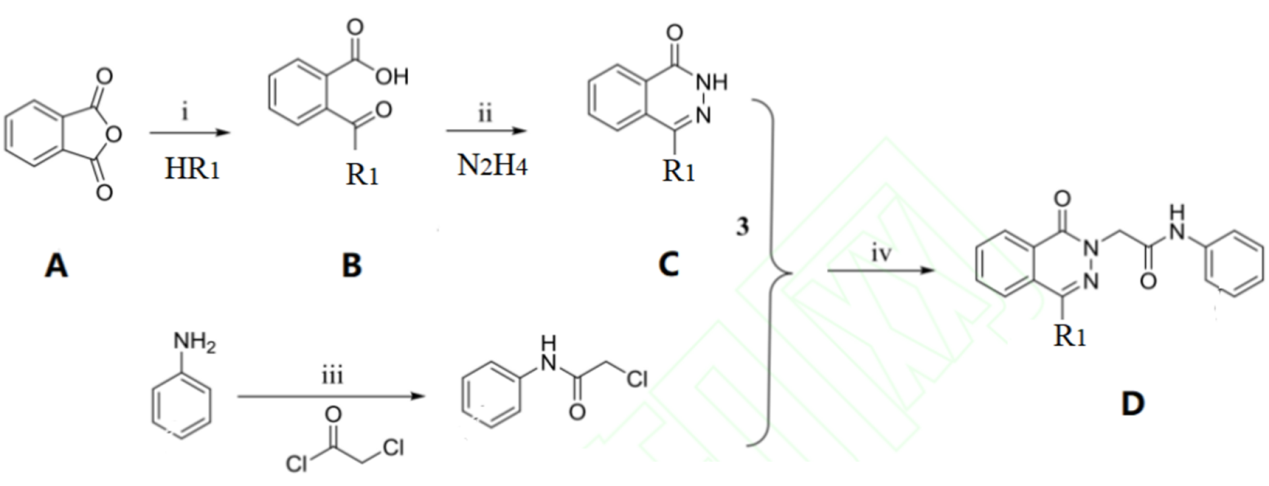 O
O
O
A
i
HR1
O
OH
O
R1
B
ii
N2H4
O
NH
N
R1
C
3
NH2
iii
O
Cl
Cl
H
N
O
Cl
iv
O
N
N
R1
O
H
N
D